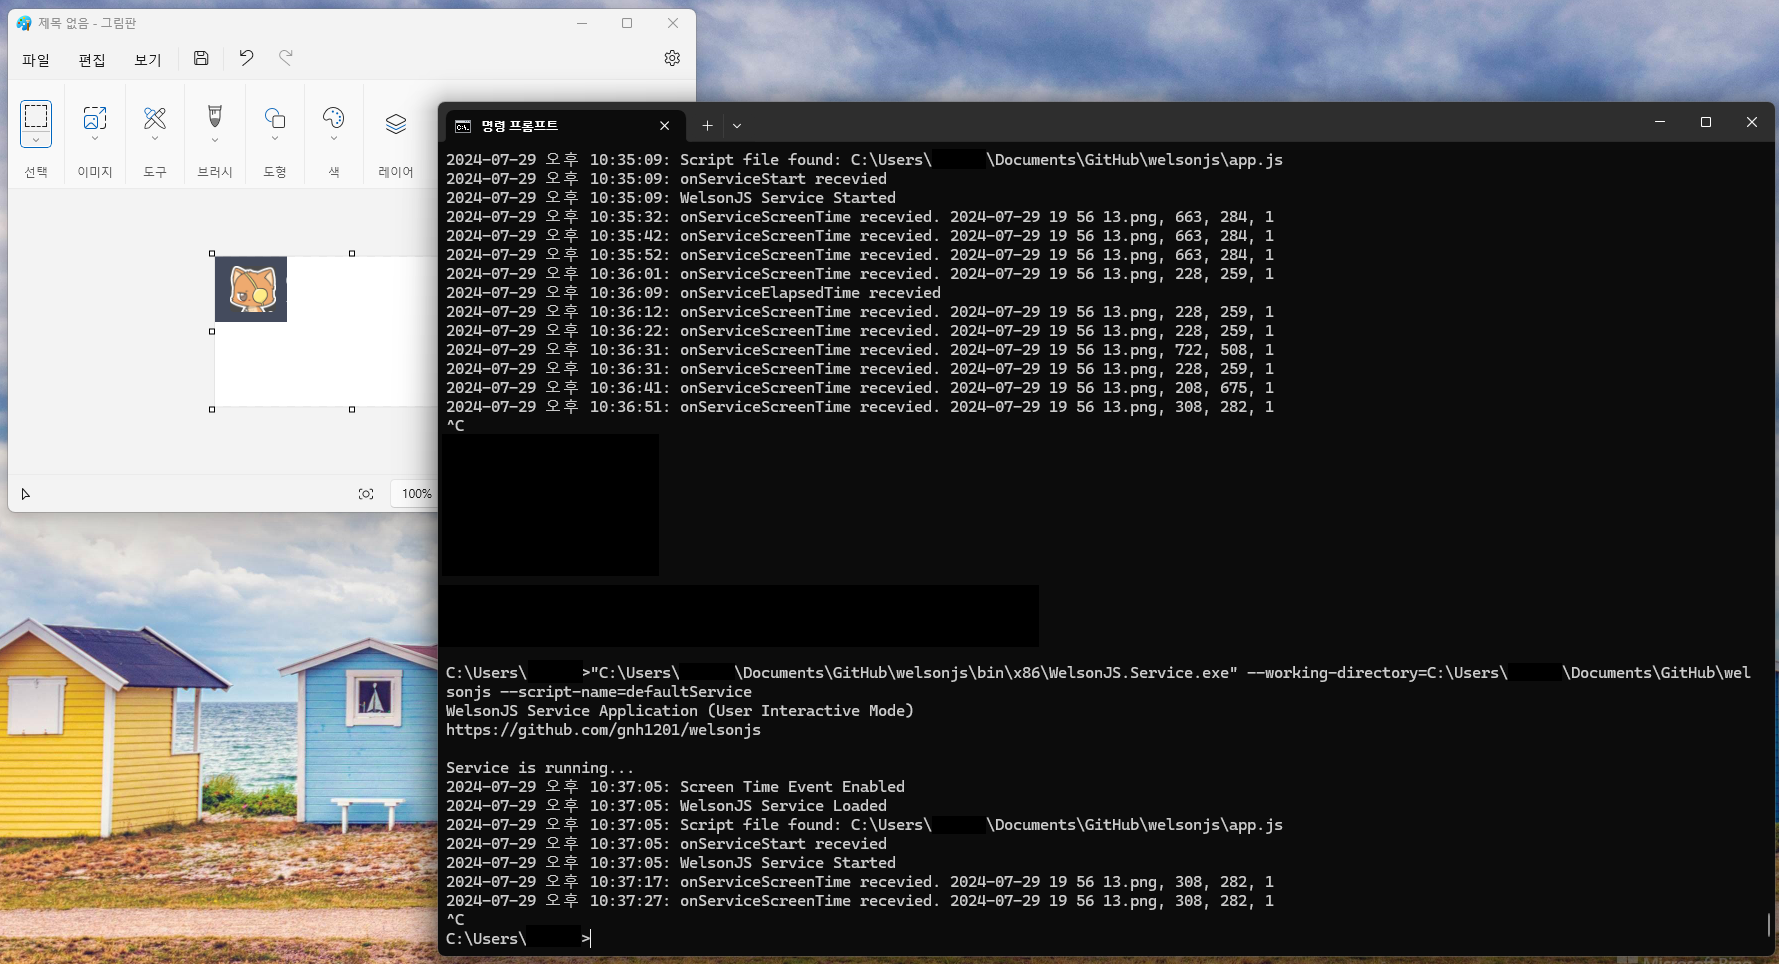 제목 없음 - 그림판
파일 편집 보기
선택 이미지 도구 브러시 도형 색 레이어
100%
명령 프롬프트
2024-07-29 오후 10:35:09: Script file found: C:\Users\ \Documents\GitHub\welsonjs\app.js
2024-07-29 오후 10:35:09: onServiceStart recevied
2024-07-29 오후 10:35:09: WelsonJS Service Started
2024-07-29 오후 10:35:32: onServiceScreenTime recevied. 2024-07-29 19 56 13.png, 663, 284, 1
2024-07-29 오후 10:35:42: onServiceScreenTime recevied. 2024-07-29 19 56 13.png, 663, 284, 1
2024-07-29 오후 10:35:52: onServiceScreenTime recevied. 2024-07-29 19 56 13.png, 663, 284, 1
2024-07-29 오후 10:36:01: onServiceScreenTime recevied. 2024-07-29 19 56 13.png, 228, 259, 1
2024-07-29 오후 10:36:09: onServiceElapsedTime recevied
2024-07-29 오후 10:36:12: onServiceScreenTime recevied. 2024-07-29 19 56 13.png, 228, 259, 1
2024-07-29 오후 10:36:22: onServiceScreenTime recevied. 2024-07-29 19 56 13.png, 228, 259, 1
2024-07-29 오후 10:36:31: onServiceScreenTime recevied. 2024-07-29 19 56 13.png, 722, 508, 1
2024-07-29 오후 10:36:31: onServiceScreenTime recevied. 2024-07-29 19 56 13.png, 228, 259, 1
2024-07-29 오후 10:36:41: onServiceScreenTime recevied. 2024-07-29 19 56 13.png, 208, 675, 1
2024-07-29 오후 10:36:51: onServiceScreenTime recevied. 2024-07-29 19 56 13.png, 308, 282, 1
^C
C:\Users\ >"C:\Users\ \Documents\GitHub\welsonjs\bin\x86\WelsonJS.Service.exe" --working-directory=C:\Users\ \Documents\GitHub\wel
sonjs --script-name=defaultService
WelsonJS Service Application (User Interactive Mode)
https://github.com/gnh1201/welsonjs
Service is running...
2024-07-29 오후 10:37:05: Screen Time Event Enabled
2024-07-29 오후 10:37:05: WelsonJS Service Loaded
2024-07-29 오후 10:37:05: Script file found: C:\Users\ \Documents\GitHub\welsonjs\app.js
2024-07-29 오후 10:37:05: onServiceStart recevied
2024-07-29 오후 10:37:05: WelsonJS Service Started
2024-07-29 오후 10:37:17: onServiceScreenTime recevied. 2024-07-29 19 56 13.png, 308, 282, 1
2024-07-29 오후 10:37:27: onServiceScreenTime recevied. 2024-07-29 19 56 13.png, 308, 282, 1
^C
C:\Users\ >